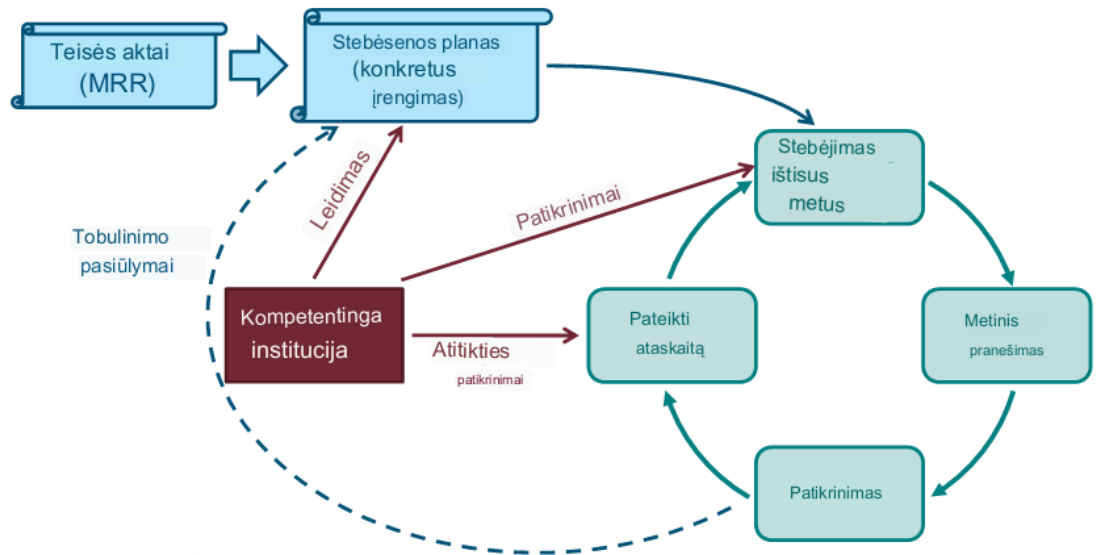 Teisės aktai
(MRR)
Stebėsenos planas
(konkretus
įrengimas)
Stebėjimas
ištisus
metus
Leidimas
Patikrinimai
Tobulinimo
pasiūlymai
Kompetentinga
institucija
Atitikties
patikrinimai
Pateikti
ataskaitą
Metinis
pranešimas
Patikrinimas